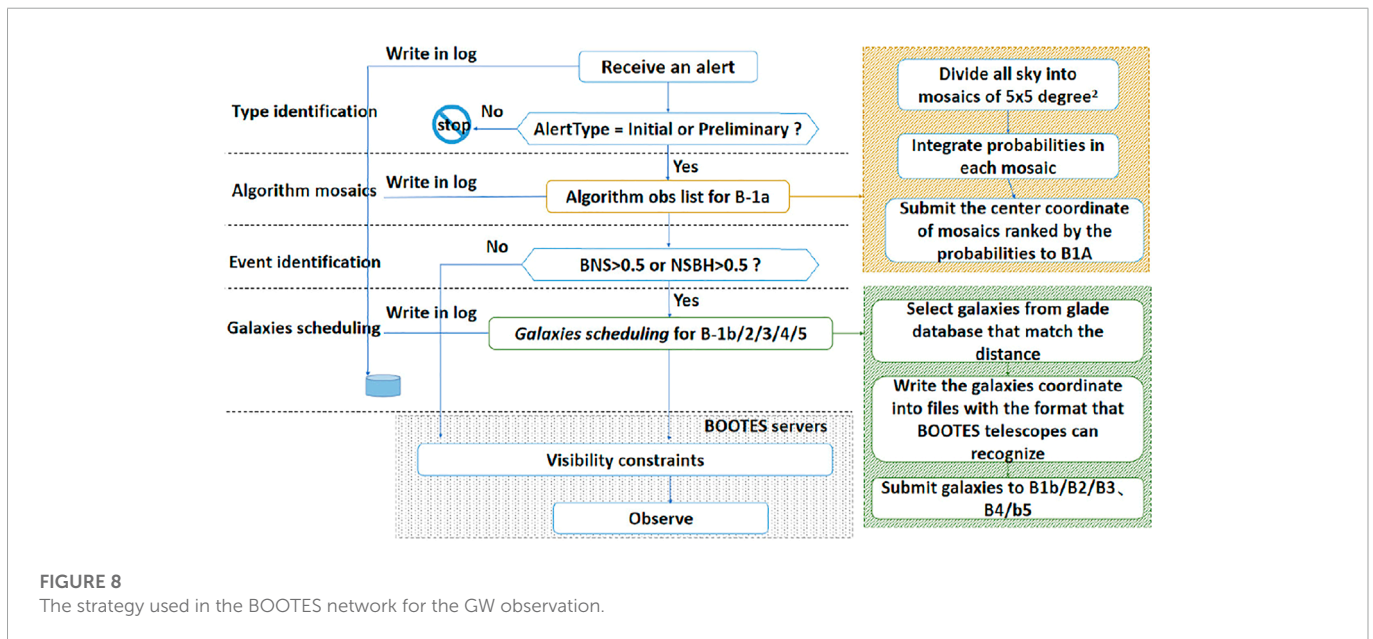 Write in log
Receive an alert
Type identification
stop
No
AlertType = Initial or Preliminary ?
Yes
Algorithm mosaics
Write in log
Algorithm obs list for B-1a
No
Event identification
BNS>0.5 or NSBH>0.5 ?
Yes
Write in log
Galaxies scheduling
Galaxies scheduling for B-1b/2/3/4/5
BOOTES servers
Visibility constraints
Observe
Divide all sky into
mosaics of 5x5 degree²
Integrate probabilities in
each mosaic
Submit the center coordinate
of mosaics ranked by the
probabilities to B1A
Select galaxies from glade
database that match the
distance
Write the galaxies coordinate
into files with the format that
BOOTES telescopes can
recognize
Submit galaxies to B1b/B2/B3、
B4/b5
FIGURE 8
The strategy used in the BOOTES network for the GW observation.